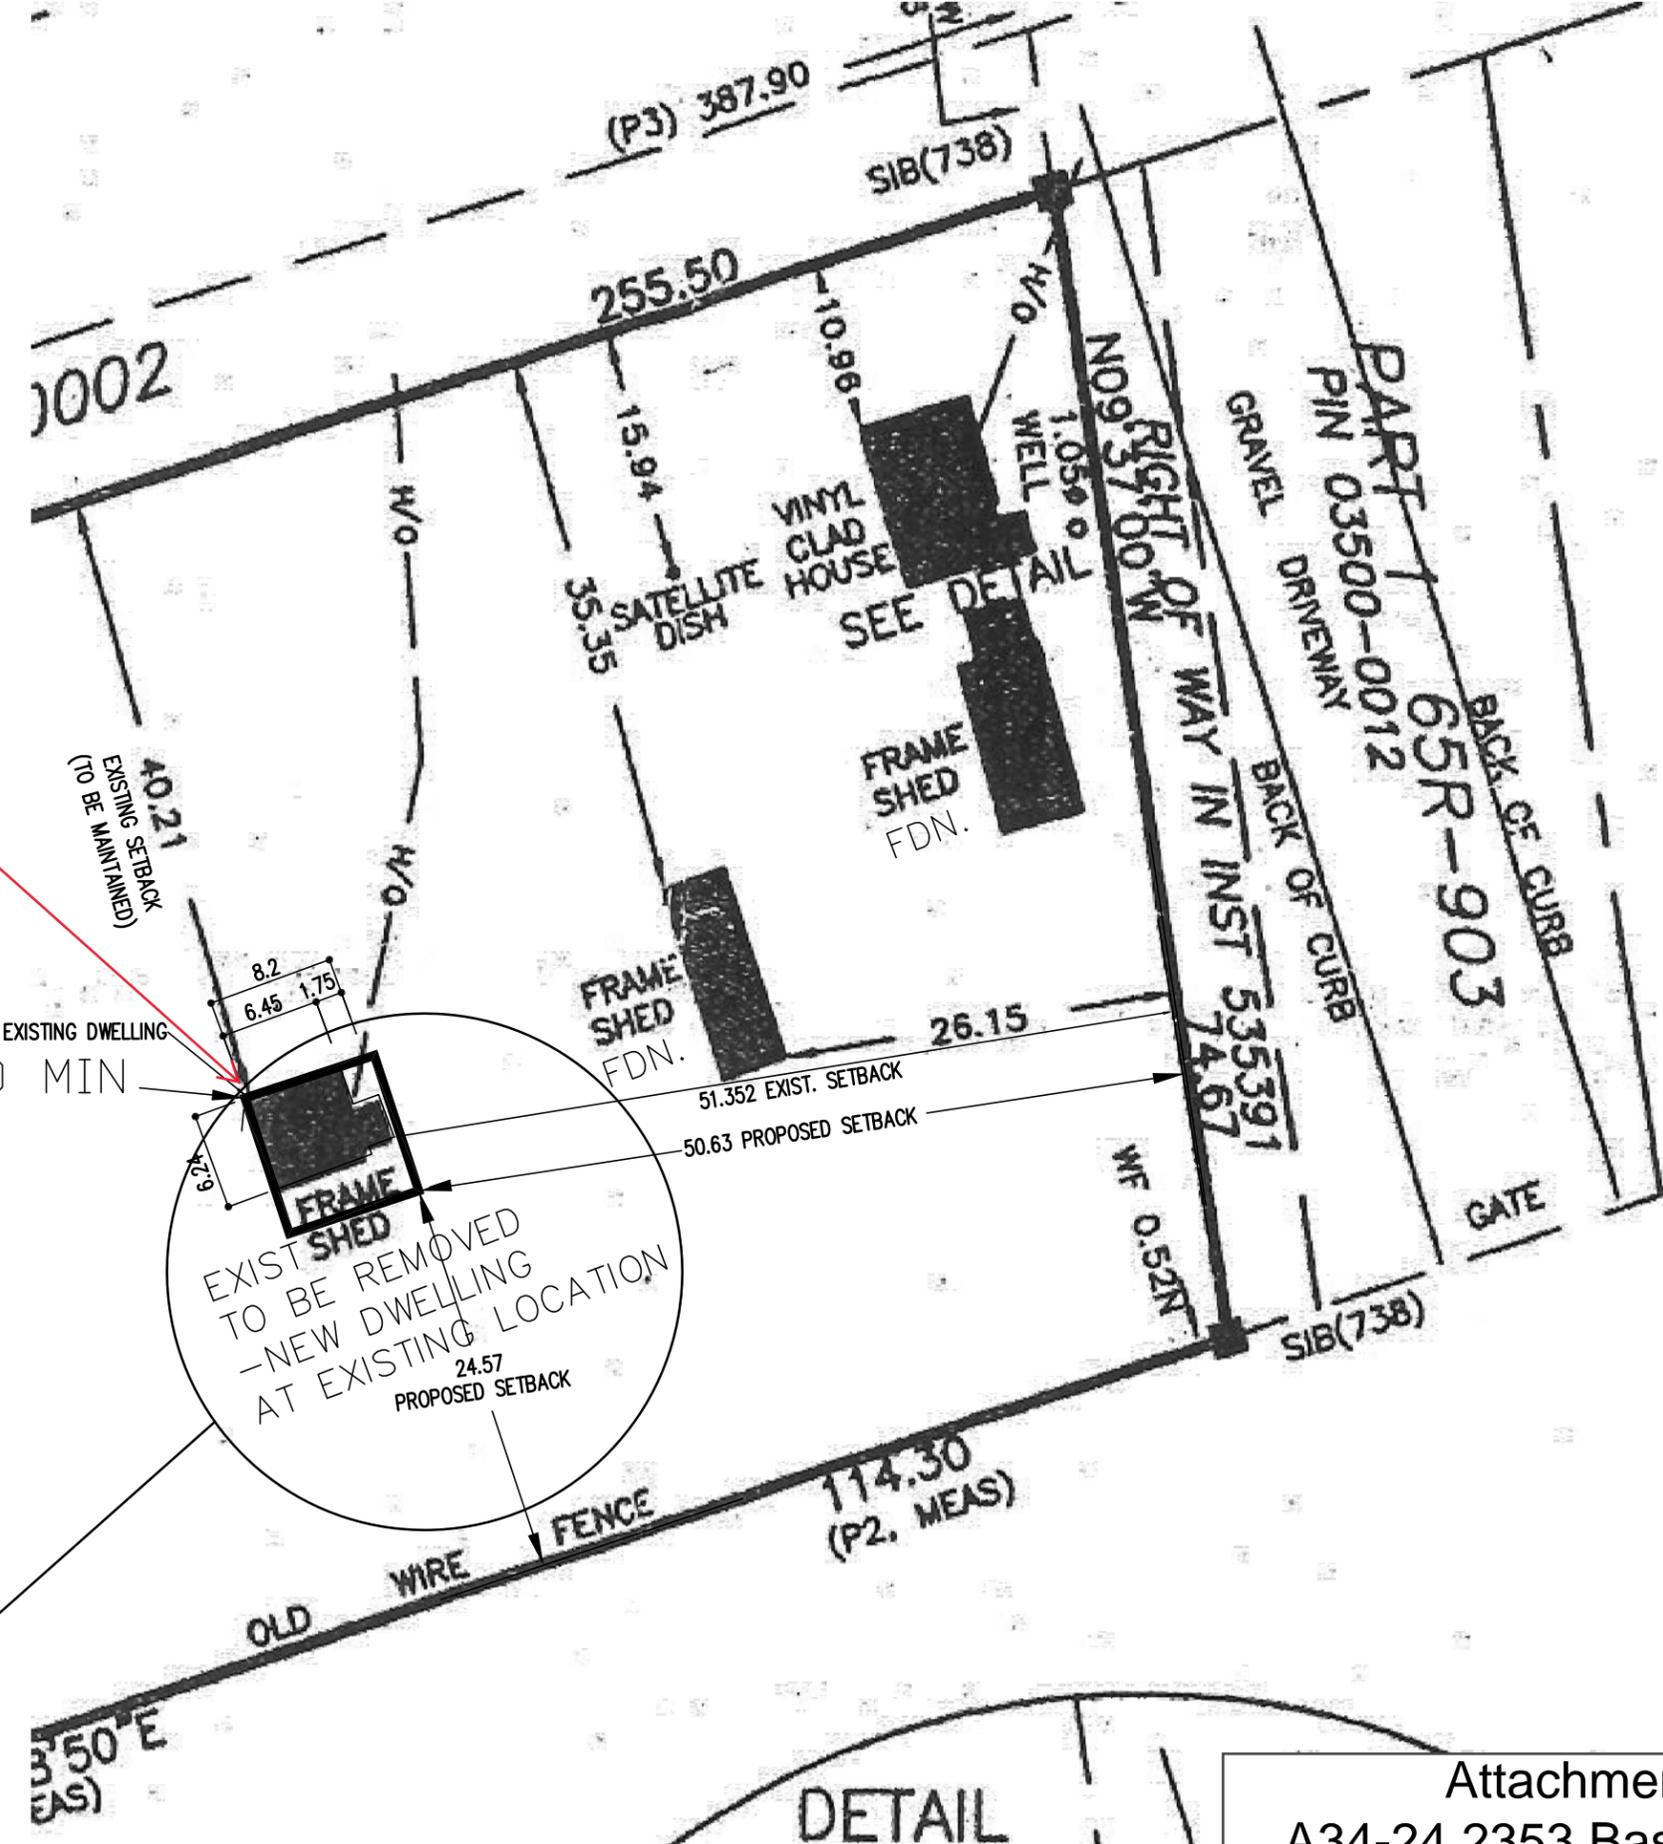 (P3) 387.90
SIB(738)
255.50
0002
10.96
H/O
15.94
H/O
35.35
40.21
EXISTING SETBACK
(TO BE MAINTAINED)
SATELLITE
DISH
VINYL
CLAD
HOUSE
WELL
1.05
SEE DETAIL
N09°37'00"W
RIGHT OF WAY IN INST 535391
74.67
GRAVEL DRIVEWAY
PIN 03500-0012
PART 1 65R-903
BACK OF CURB
BACK OF CURB
FRAME
SHED
FDN.
H/O
FRAME
SHED
FDN.
26.15
8.2
6.45 1.75
EXISTING DWELLING
MIN
6.24
51.352 EXIST. SETBACK
50.63 PROPOSED SETBACK
FRAME
SHED
EXIST
TO BE REMOVED
-NEW DWELLING
AT EXISTING LOCATION
24.57
PROPOSED SETBACK
WF 0.52N
GATE
SIB(738)
114.30
(P2, MEAS)
OLD WIRE FENCE
50"E
EAS)
DETAIL
Attachme
A34-24 2353 Bas